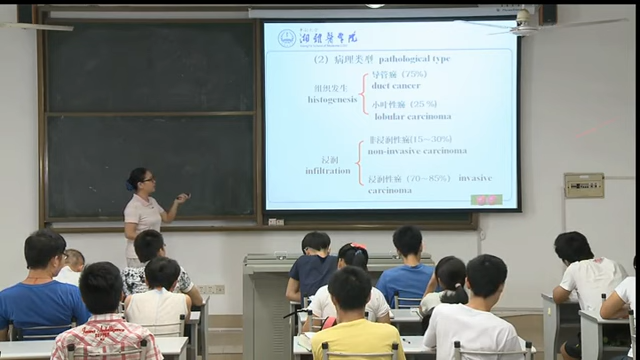 湘雅医学院
(2) 病理类型 pathological type
组织发生
histogenesis
导管癌 (75%)
duct cancer
小叶性癌 (25 %)
lobular carcinoma
浸润
infiltration
非浸润性癌(15~30%)
non-invasive carcinoma
浸润性癌 (70~85%) invasive
carcinoma